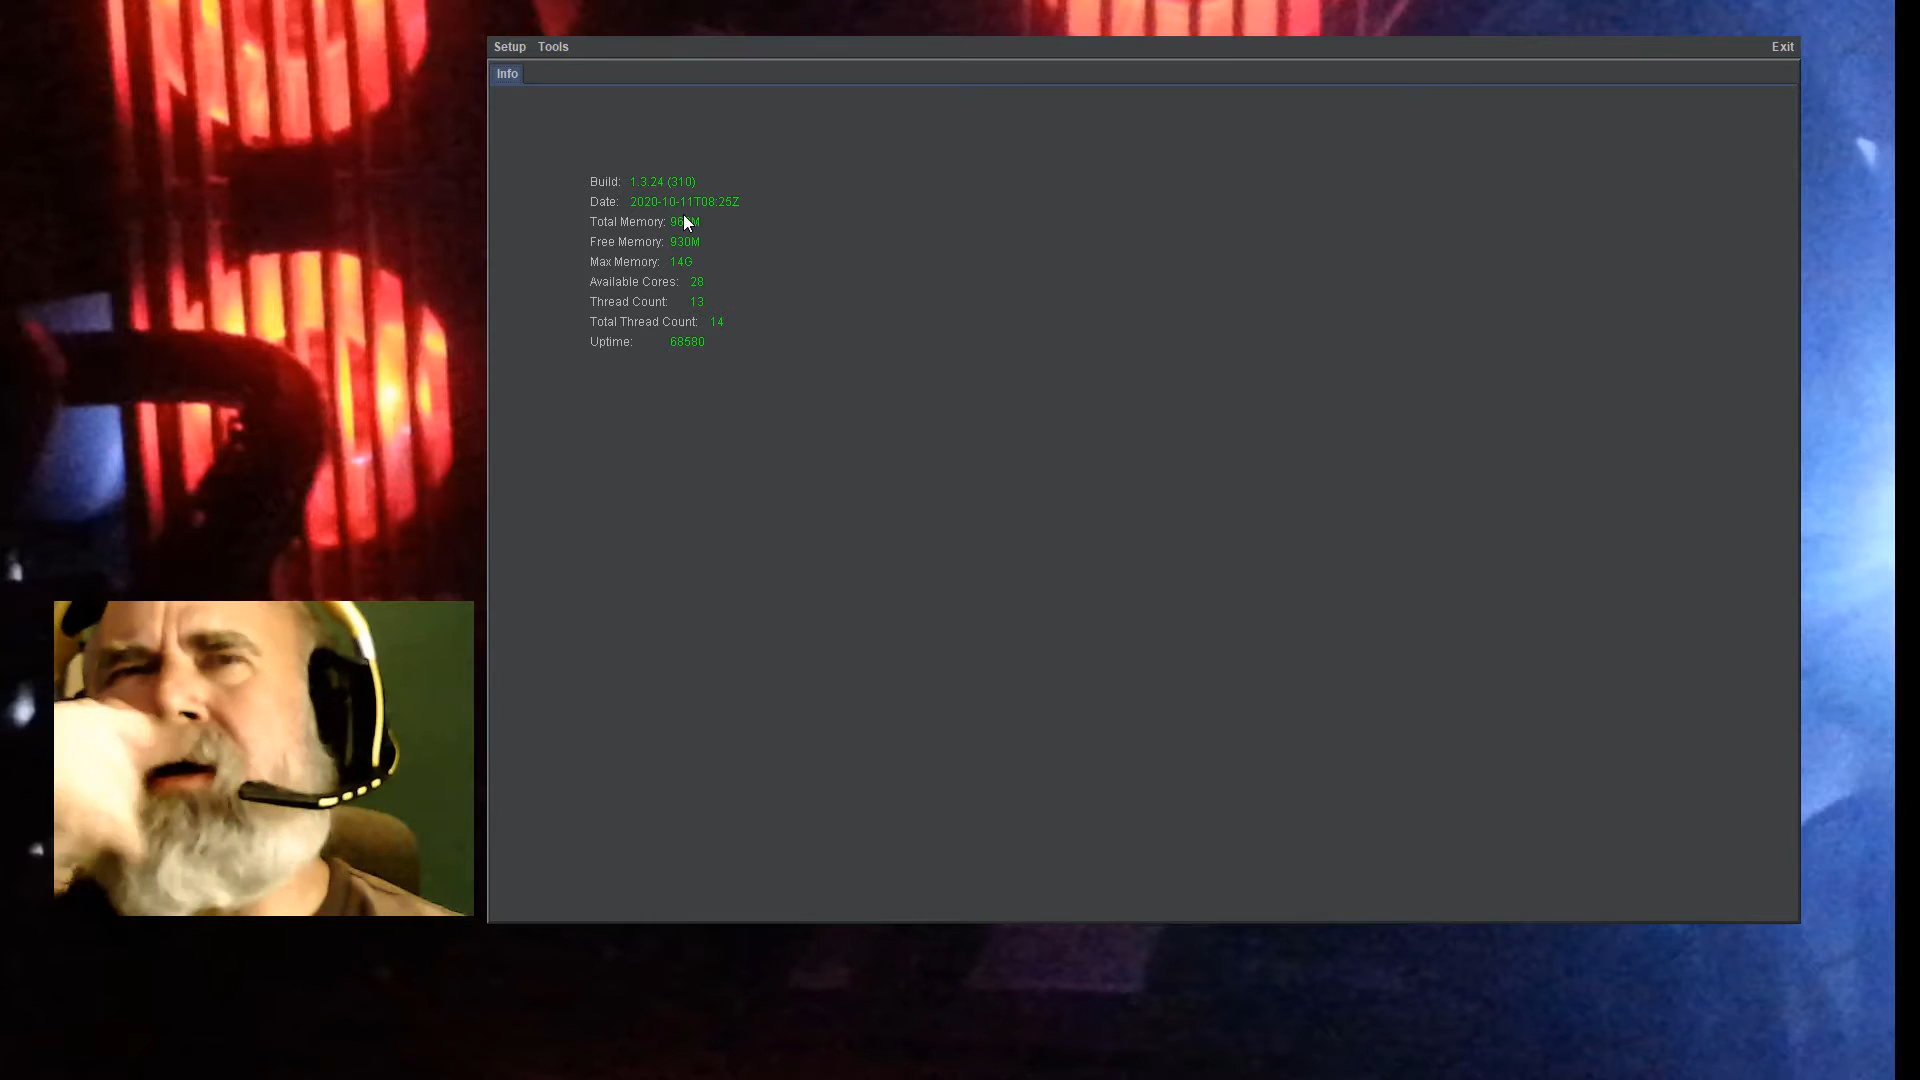 Setup Tools Exit
Info
Build: 1.3.24 (310)
Date: 2020-10-11T08:25Z
Total Memory:
Free Memory: 930M
Max Memory: 14G
Available Cores: 28
Thread Count: 13
Total Thread Count: 14
Uptime: 68580